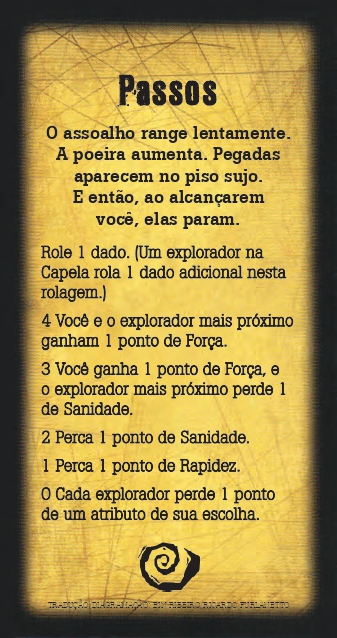 Passos
O assoalho range lentamente.
A poeira aumenta. Pegadas
aparecem no piso sujo.
E então, ao alcançarem
você, elas param.
Role 1 dado. (Um explorador na
Capela rola 1 dado adicional nesta
rolagem.)
4 Você e o explorador mais próximo
ganham 1 ponto de Força.
3 Você ganha 1 ponto de Força, e
o explorador mais próximo perde 1
de Sanidade.
2 Perca 1 ponto de Sanidade.
1 Perca 1 ponto de Rapidez.
0 Cada explorador perde 1 ponto
de um atributo de sua escolha.
RIBEIRO RICARDO FURLANETTO